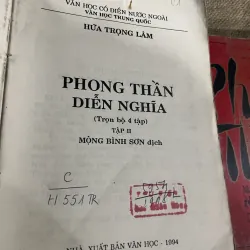 VĂN HỌC CỔ ĐIỂN NƯỚC NGOÀI
VĂN HỌC TRUNG QUỐC
HỨA TRỌNG LÂM
PHONG THẦN
DIỄN NGHĨA
(Trọn bộ 4 tập)
TẬP II
MỘNG BÌNH SƠN dịch
C
H 551 TR
NHÀ XUẤT BẢN VĂN HỌC - 1994